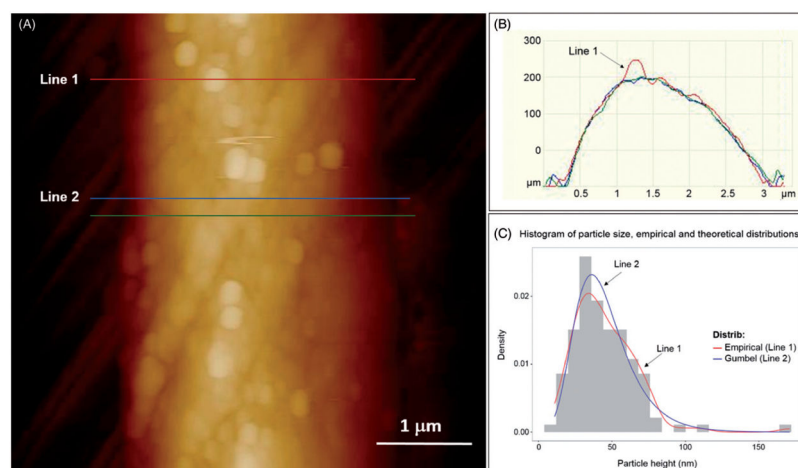 (A)
Line 1
Line 2
1 µm
(B)
Line 1
300
200
100
0
µm
0.5 1 1.5 2 2.5 3 µm
(C) Histogram of particle size, empirical and theoretical distributions
Line 2
Line 1
Distrib:
Empirical (Line 1)
Gumbel (Line 2)
Density
0.02
0.01
0.00
0 50 100 150
Particle height (nm)